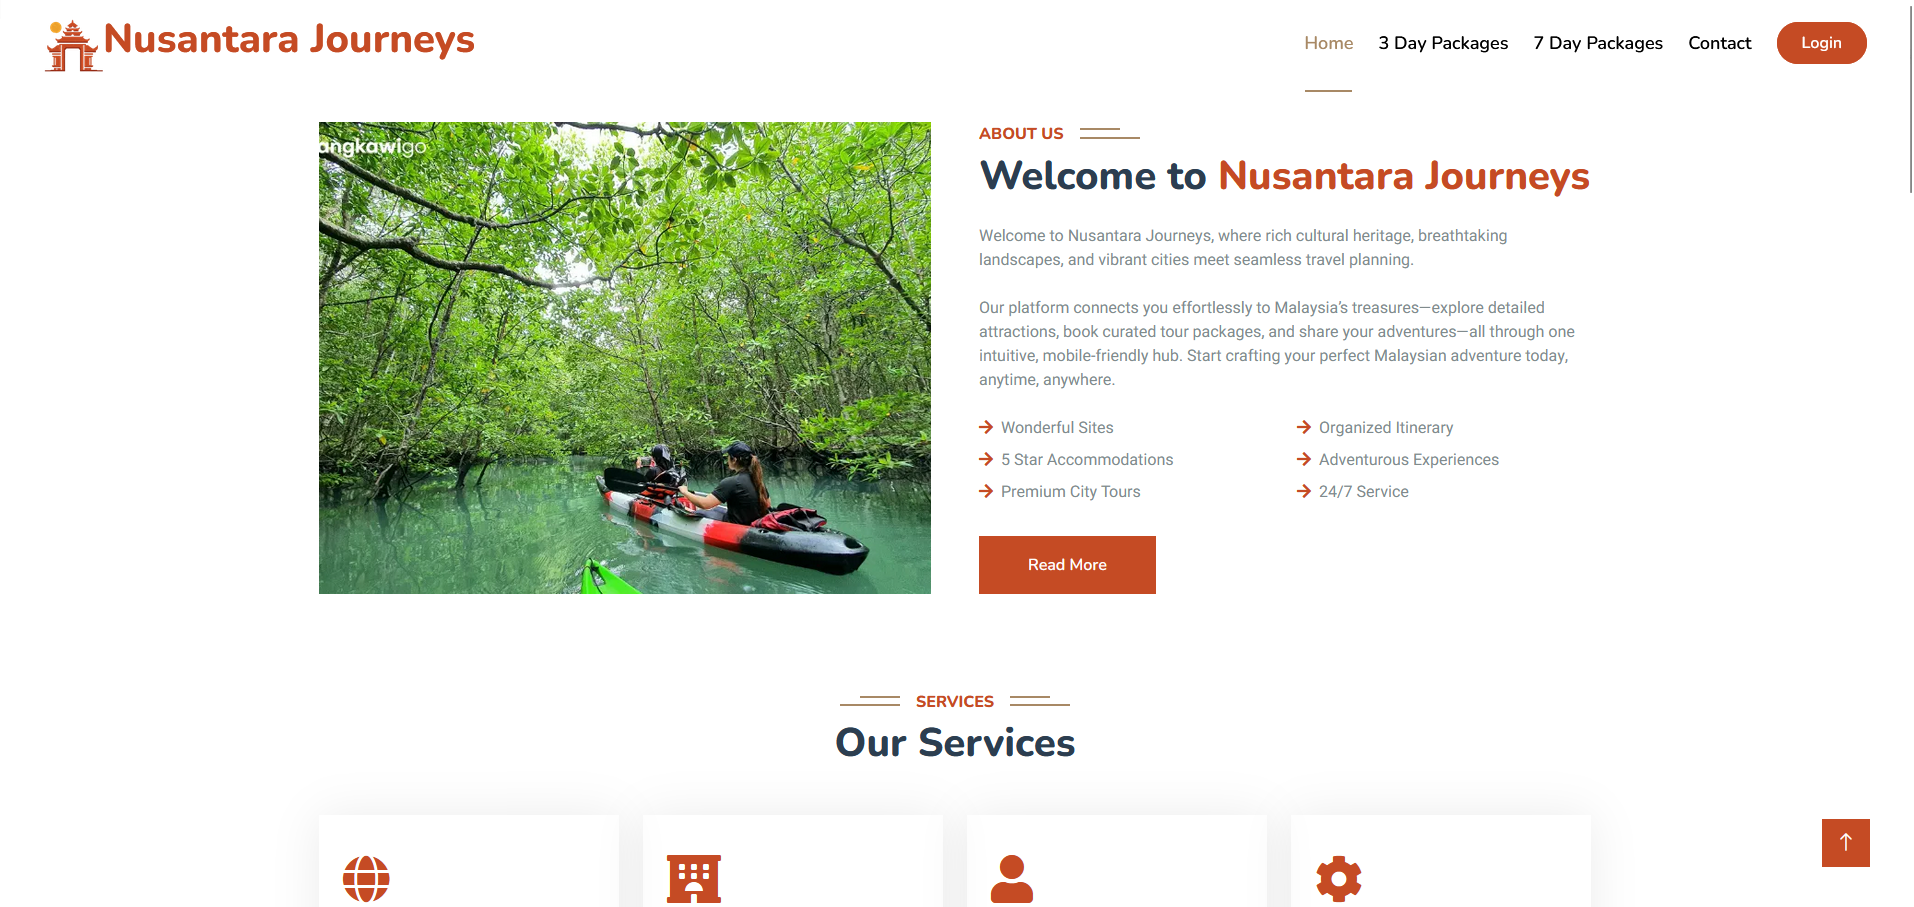 Nusantara Journeys
Home
3 Day Packages
7 Day Packages
Contact
Login
angkawigo
ABOUT US
Welcome to Nusantara Journeys
Welcome to Nusantara Journeys, where rich cultural heritage, breathtaking
landscapes, and vibrant cities meet seamless travel planning.
Our platform connects you effortlessly to Malaysia's treasures—explore detailed
attractions, book curated tour packages, and share your adventures—all through one
intuitive, mobile-friendly hub. Start crafting your perfect Malaysian adventure today,
anytime, anywhere.
Wonderful Sites
Organized Itinerary
5 Star Accommodations
Adventurous Experiences
Premium City Tours
24/7 Service
Read More
SERVICES
Our Services